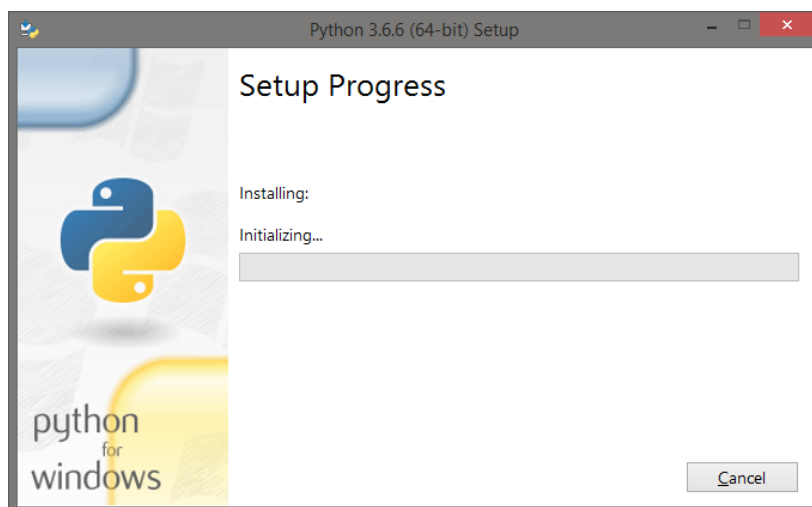 Python 3.6.6 (64-bit) Setup
Setup Progress
Installing:
Initializing...
python
for
windows
Cancel